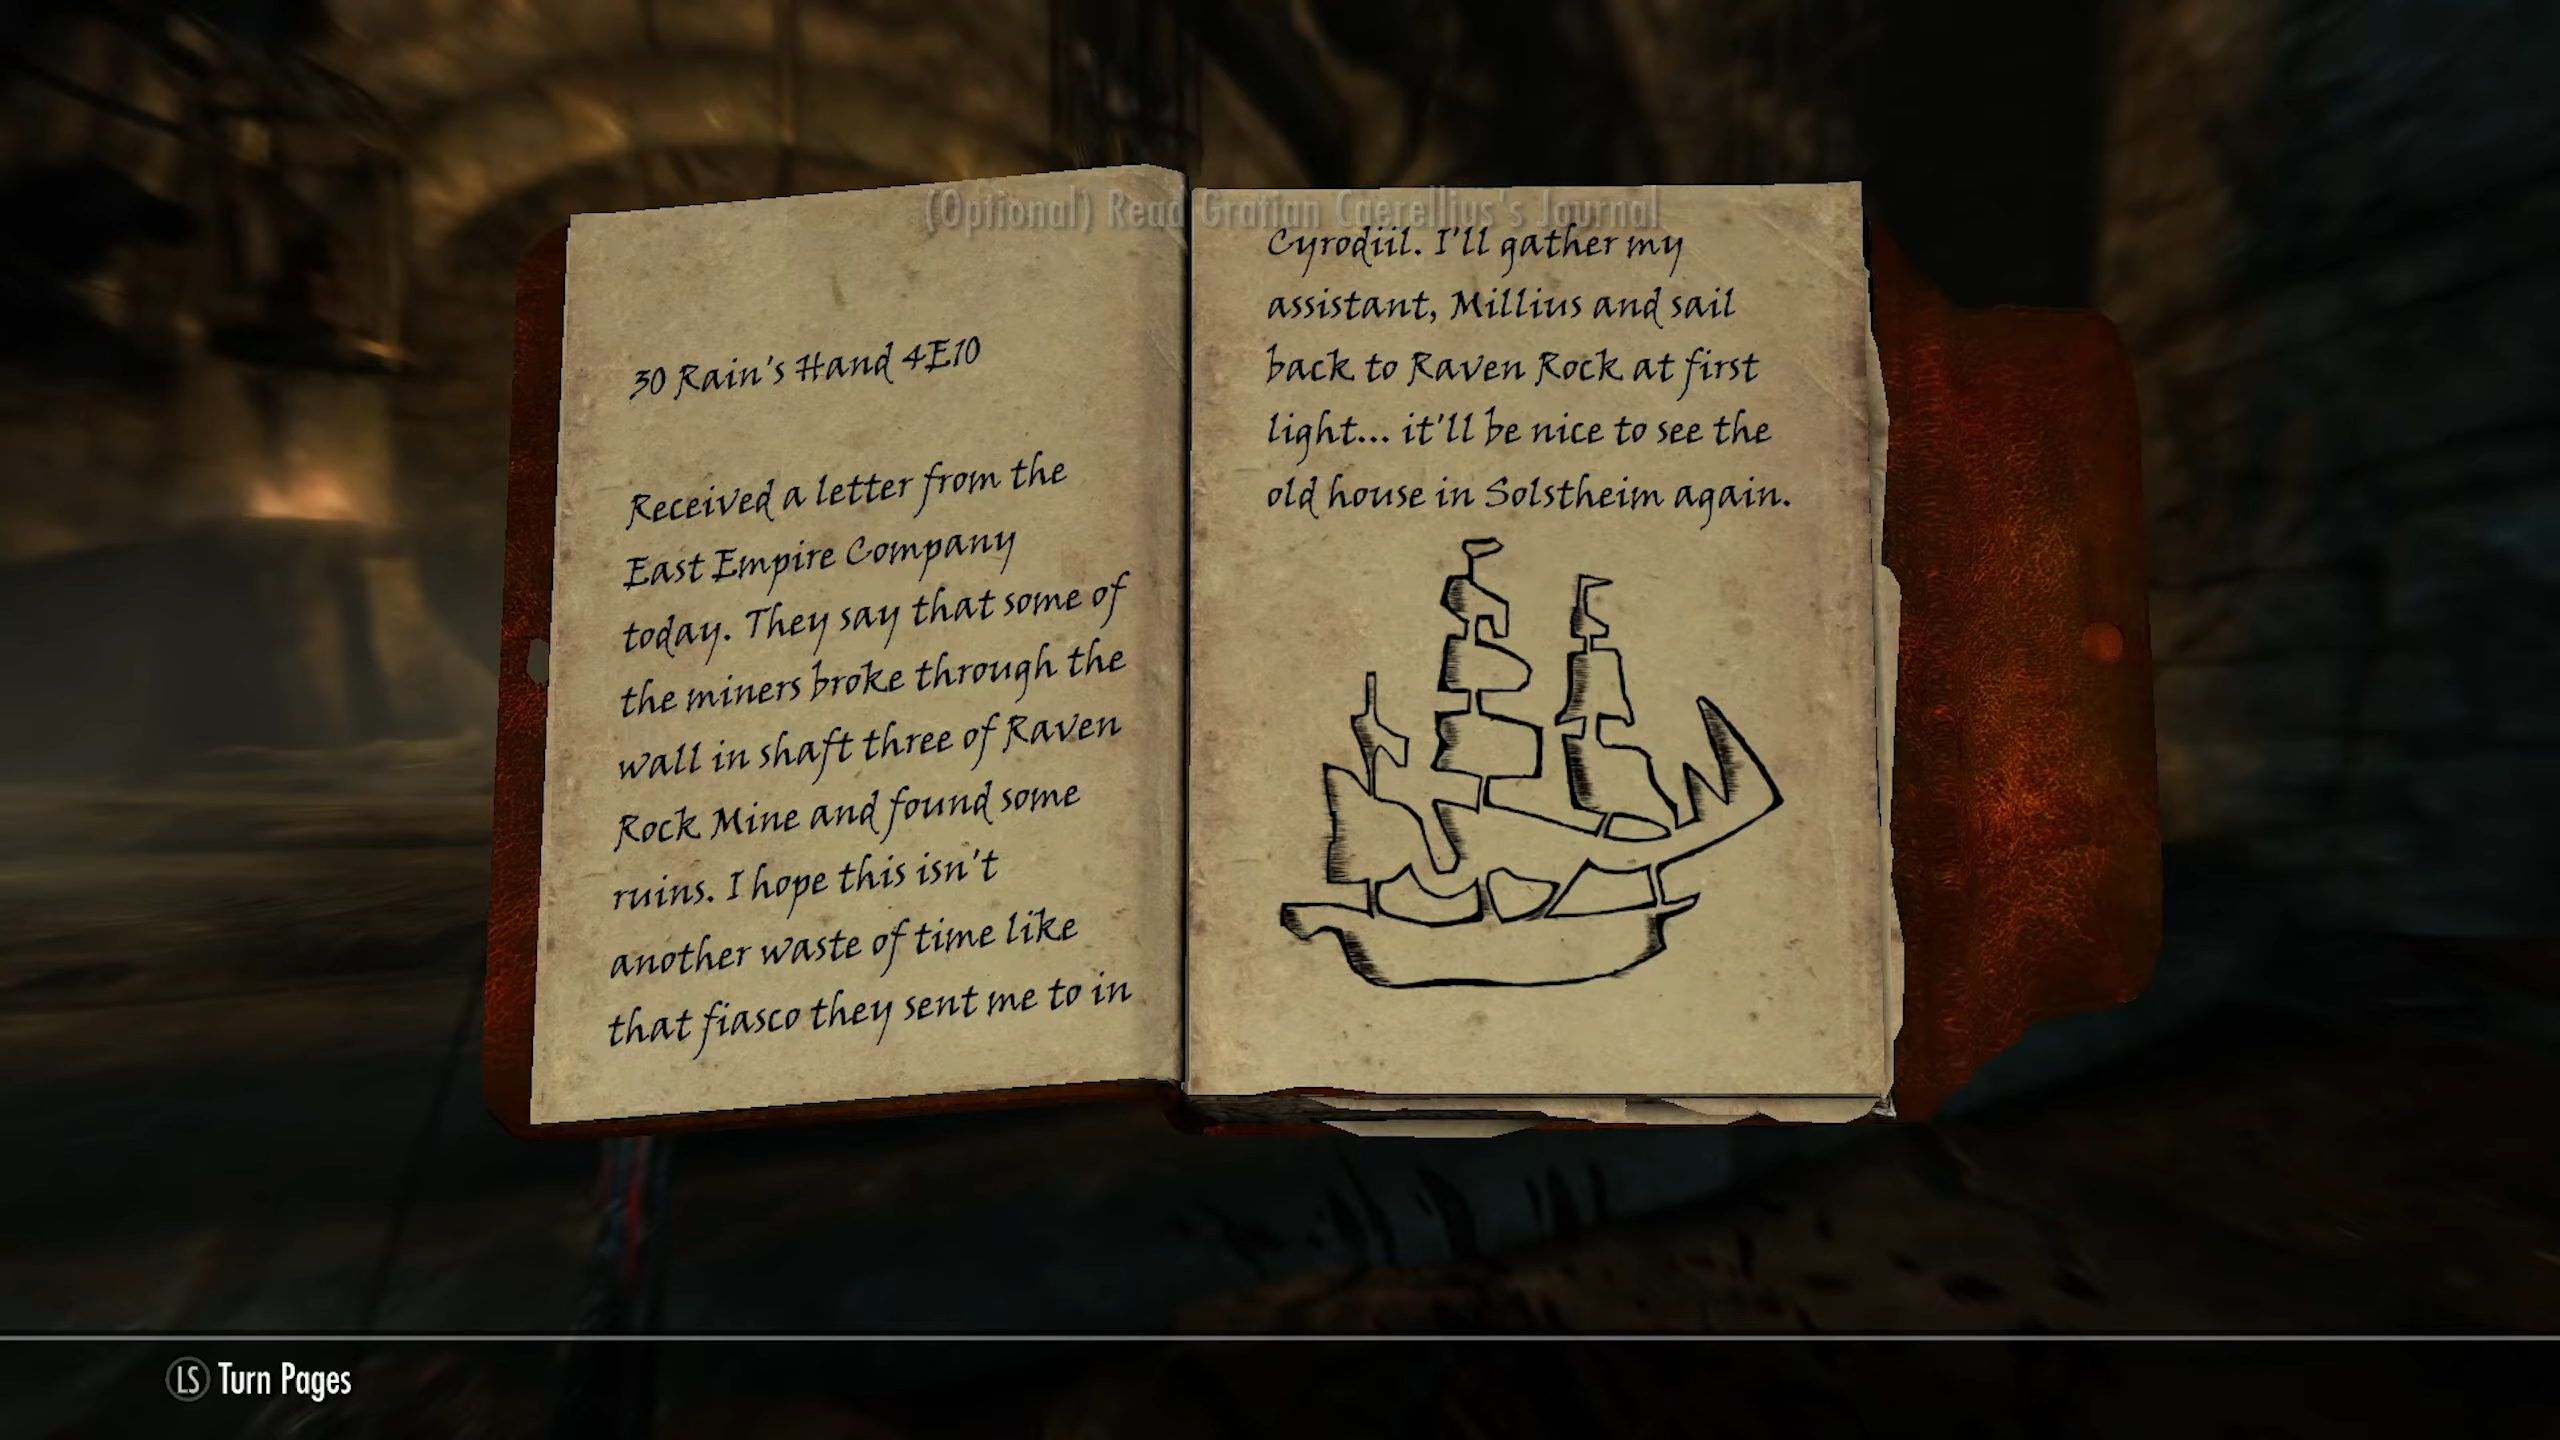 (Optional) Read Gratian Caerellius's Journal
30 Rain's Hand 4E10
Received a letter from the
East Empire Company
today. They say that some of
the miners broke through the
wall in shaft three of Raven
Rock Mine and found some
ruins. I hope this isn't
another waste of time like
that fiasco they sent me to in
Cyrodiil. I'll gather my
assistant, Millius and sail
back to Raven Rock at first
light... it'll be nice to see the
old house in Solstheim again.
LS Turn Pages